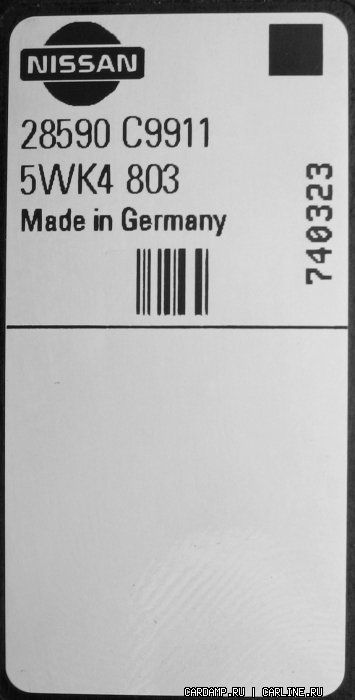 NISSAN
28590 C9911
5WK4 803
Made in Germany
740323
CARDAMP.RU | CARLINE.RU